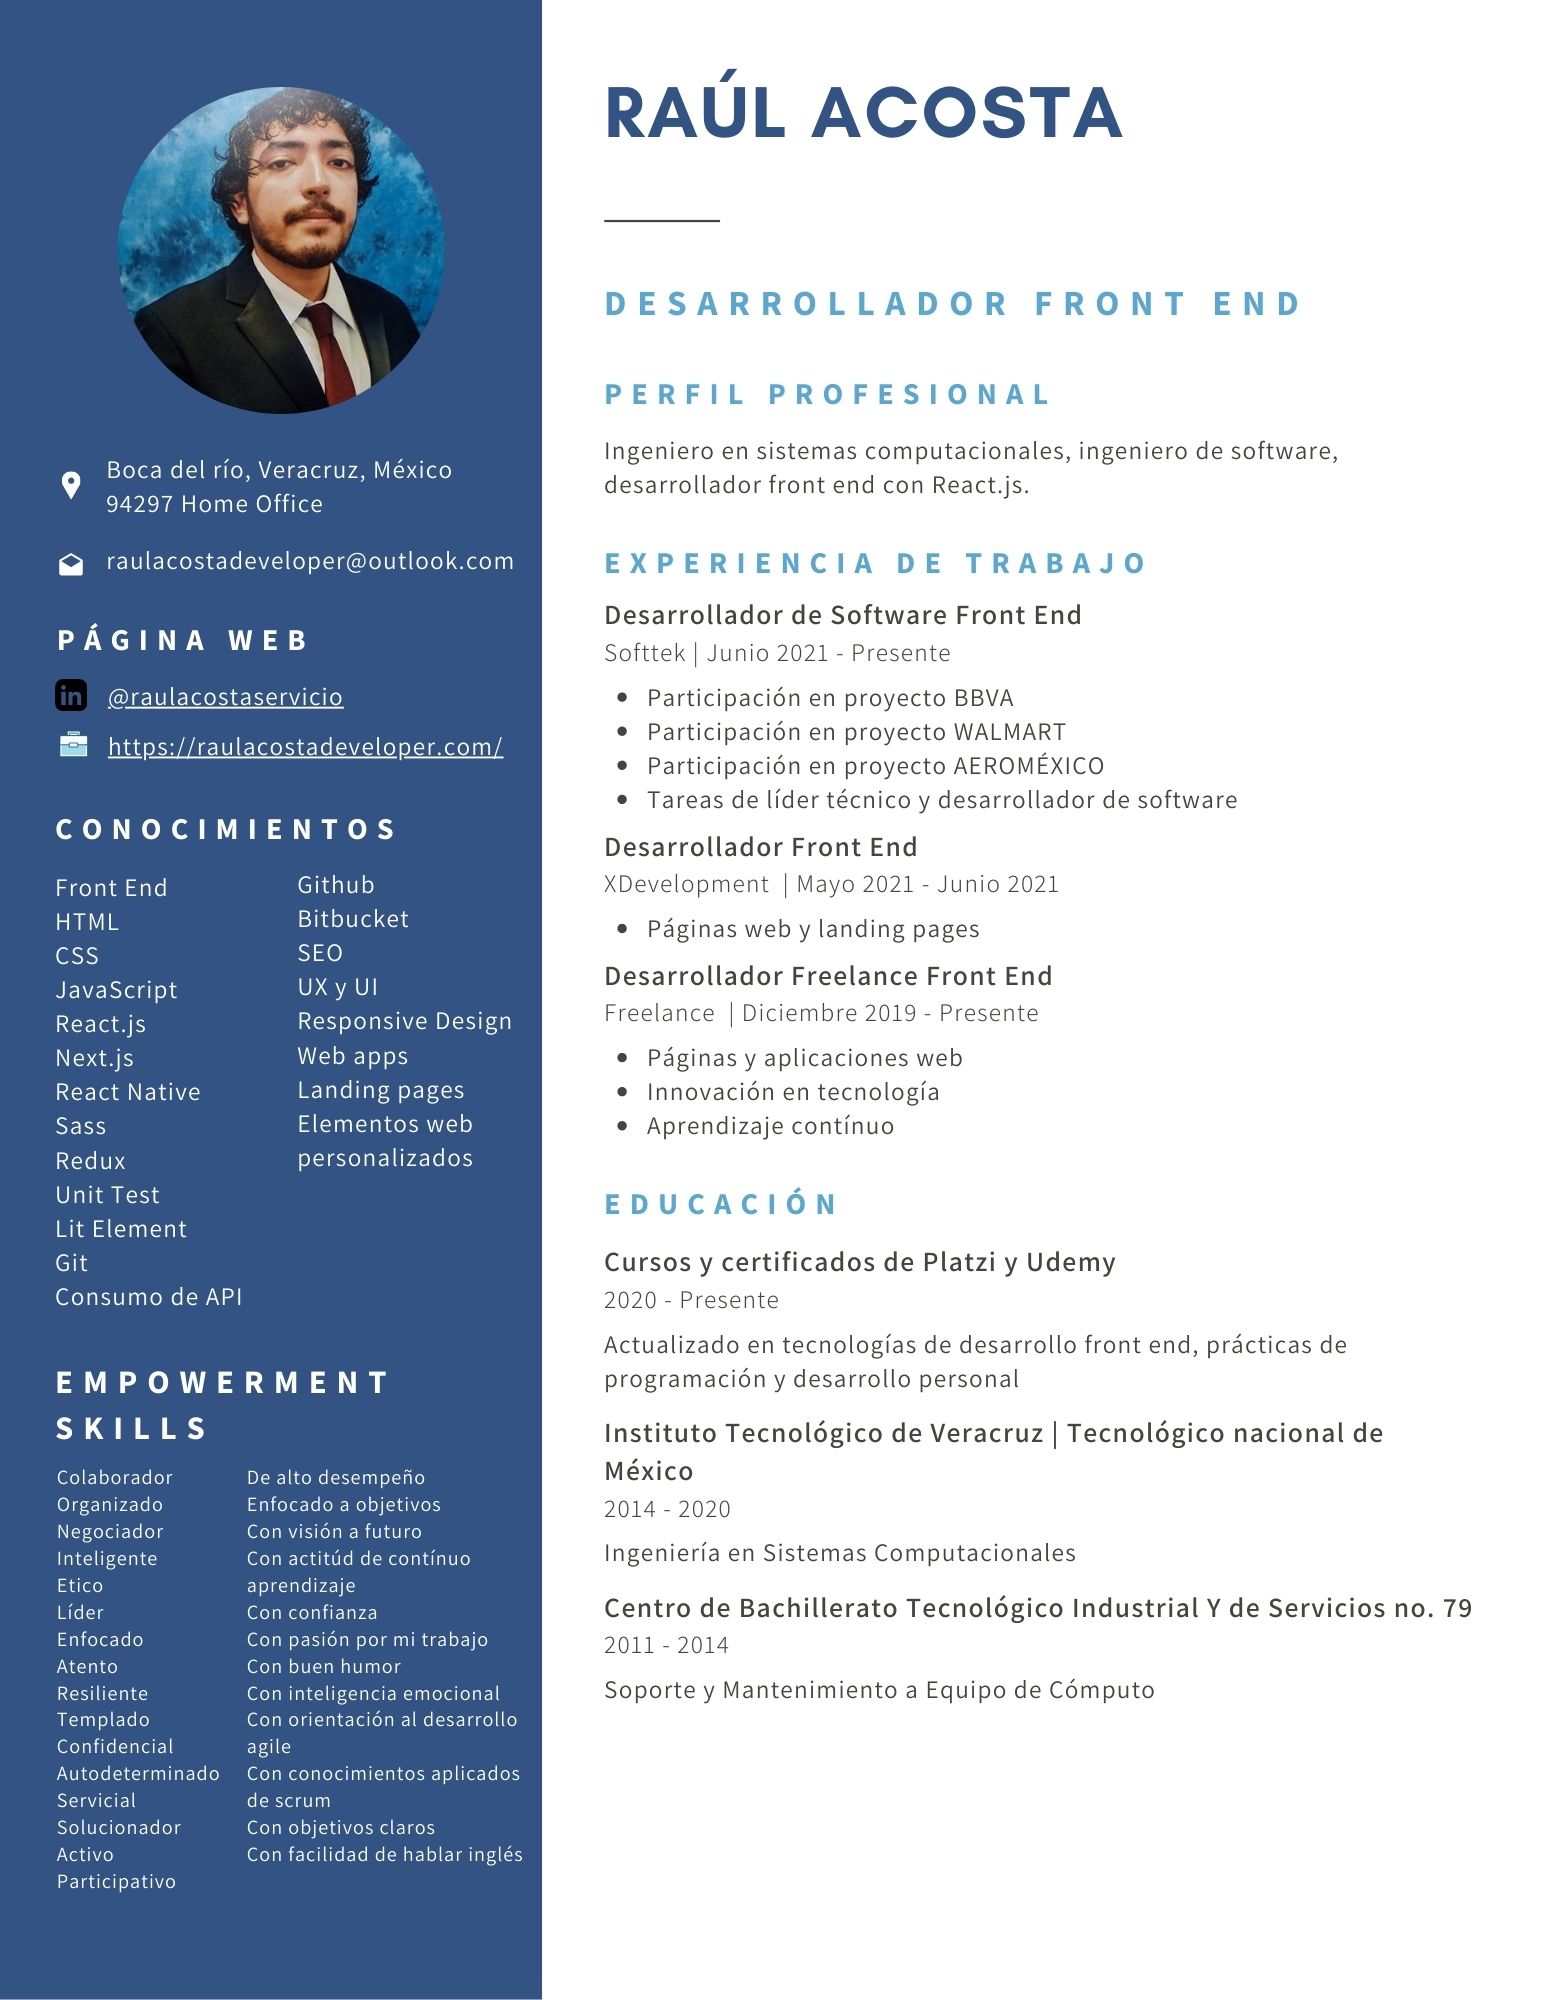 Boca del río, Veracruz, México
94297 Home Office
raulacostadeveloper@outlook.com
PÁGINA WEB
in
@raulacostaservicio
https://raulacostadeveloper.com/
CONOCIMIENTOS
Front End
HTML
CSS
JavaScript
React.js
Next.js
React Native
Sass
Redux
Unit Test
Lit Element
Git
Consumo de API
Github
Bitbucket
SEO
UX y UI
Responsive Design
Web apps
Landing pages
Elementos web
personalizados
EMPOWERMENT
SKILLS
Colaborador
Organizado
Negociador
Inteligente
Etico
Líder
Enfocado
Atento
Resiliente
Templado
Confidencial
Autodeterminado
Servicial
Solucionador
Activo
Participativo
De alto desempeño
Enfocado a objetivos
Con visión a futuro
Con actitúd de contínuo
aprendizaje
Con confianza
Con pasión por mi trabajo
Con buen humor
Con inteligencia emocional
Con orientación al desarrollo
agile
Con conocimientos aplicados
de scrum
Con objetivos claros
Con facilidad de hablar inglés
RAÚL ACOSTA
DESARROLLADOR FRONT END
PERFIL PROFESIONAL
Ingeniero en sistemas computacionales, ingeniero de software,
desarrollador front end con React.js.
EXPERIENCIA DE TRABAJO
Desarrollador de Software Front End
Softtek | Junio 2021 - Presente
• Participación en proyecto BBVA
• Participación en proyecto WALMART
• Participación en proyecto AEROMÉXICO
• Tareas de líder técnico y desarrollador de software
Desarrollador Front End
XDevelopment | Mayo 2021 - Junio 2021
• Páginas web y landing pages
Desarrollador Freelance Front End
Freelance | Diciembre 2019 - Presente
• Páginas y aplicaciones web
• Innovación en tecnología
• Aprendizaje contínuo
EDUCACIÓN
Cursos y certificados de Platzi y Udemy
2020 - Presente
Actualizado en tecnologías de desarrollo front end, prácticas de
programación y desarrollo personal
Instituto Tecnológico de Veracruz | Tecnológico nacional de
México
2014 - 2020
Ingeniería en Sistemas Computacionales
Centro de Bachillerato Tecnológico Industrial Y de Servicios no. 79
2011 - 2014
Soporte y Mantenimiento a Equipo de Cómputo